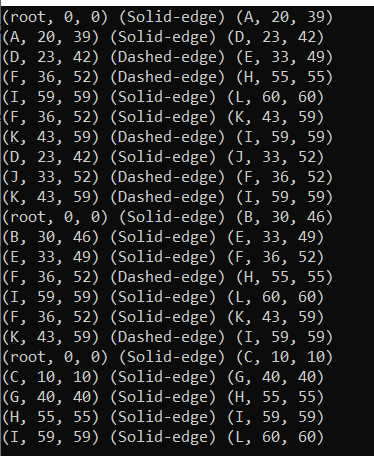 (root, 0, 0) (Solid-edge) (A, 20, 39)
(A, 20, 39) (Solid-edge) (D, 23, 42)
(D, 23, 42) (Dashed-edge) (E, 33, 49)
(F, 36, 52) (Dashed-edge) (H, 55, 55)
(I, 59, 59) (Solid-edge) (L, 60, 60)
(F, 36, 52) (Solid-edge) (K, 43, 59)
(K, 43, 59) (Dashed-edge) (I, 59, 59)
(D, 23, 42) (Solid-edge) (J, 33, 52)
(J, 33, 52) (Dashed-edge) (F, 36, 52)
(K, 43, 59) (Dashed-edge) (I, 59, 59)
(root, 0, 0) (Solid-edge) (B, 30, 46)
(B, 30, 46) (Solid-edge) (E, 33, 49)
(E, 33, 49) (Solid-edge) (F, 36, 52)
(F, 36, 52) (Dashed-edge) (H, 55, 55)
(I, 59, 59) (Solid-edge) (L, 60, 60)
(F, 36, 52) (Solid-edge) (K, 43, 59)
(K, 43, 59) (Dashed-edge) (I, 59, 59)
(root, 0, 0) (Solid-edge) (C, 10, 10)
(C, 10, 10) (Solid-edge) (G, 40, 40)
(G, 40, 40) (Solid-edge) (H, 55, 55)
(H, 55, 55) (Solid-edge) (I, 59, 59)
(I, 59, 59) (Solid-edge) (L, 60, 60)